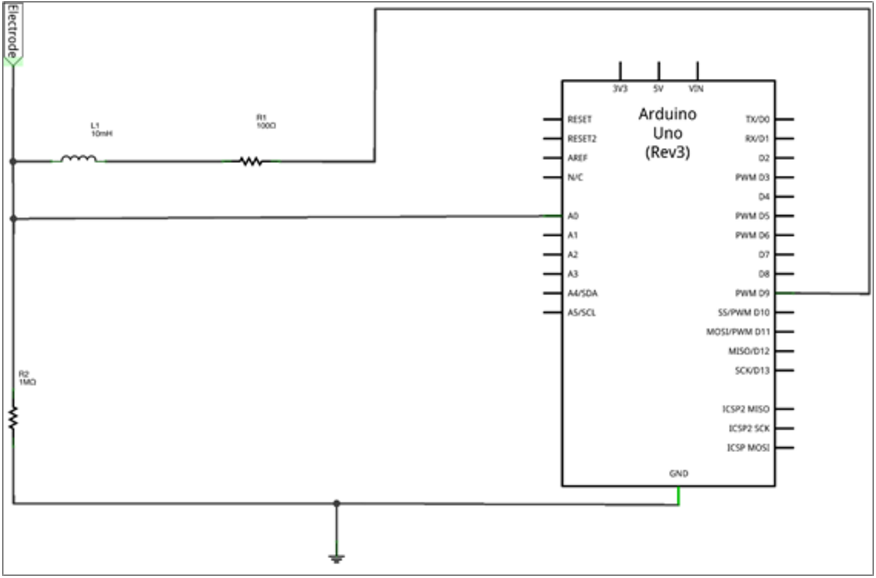 Electrode
L1
10mH
R1
100Ω
R2
1MΩ
3V3
5V
VIN
Arduino
Uno
(Rev3)
RESET
RESET2
AREF
N/C
A0
A1
A2
A3
A4/SDA
A5/SCL
TX/D0
RX/D1
D2
PWM D3
D4
PWM D5
PWM D6
D7
D8
PWM D9
SS/PWM D10
MOSI/PWM D11
MISO/D12
SCK/D13
ICSP2 MISO
ICSP2 SCK
ICSP MOSI
GND